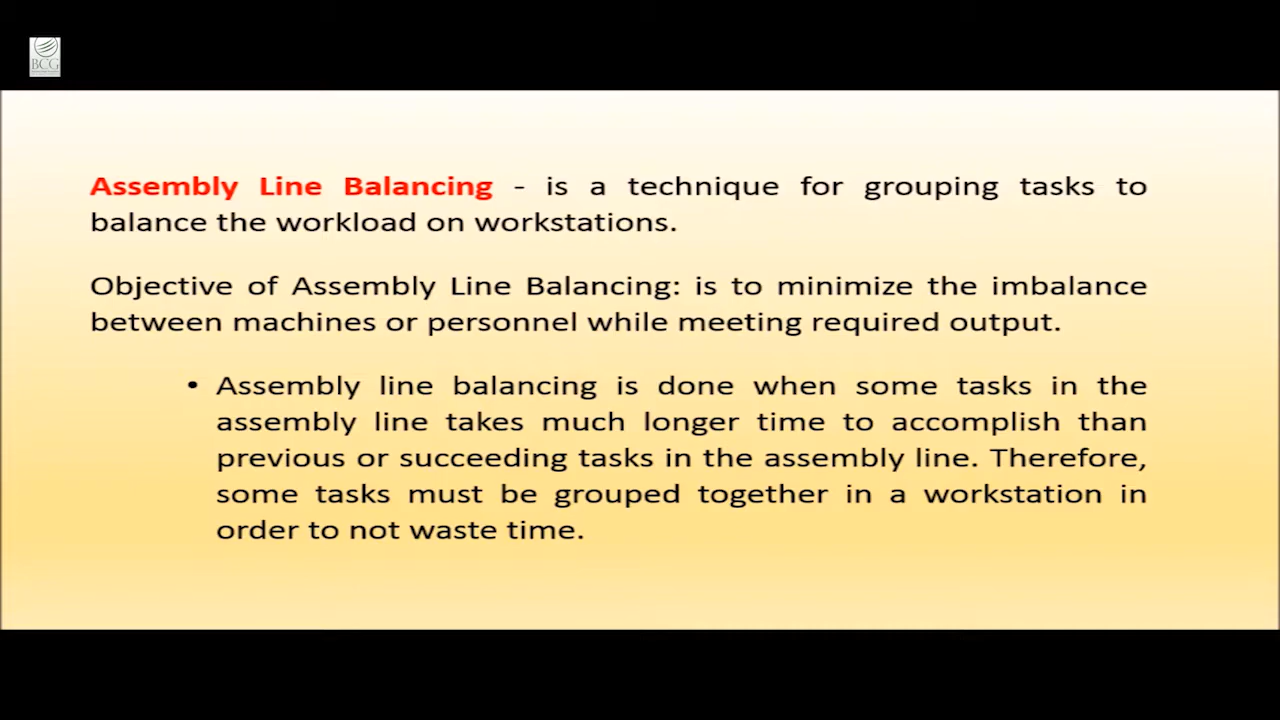 BCG
Assembly Line Balancing - is a technique for grouping tasks to
balance the workload on workstations.
Objective of Assembly Line Balancing: is to minimize the imbalance
between machines or personnel while meeting required output.
• Assembly line balancing is done when some tasks in the
assembly line takes much longer time to accomplish than
previous or succeeding tasks in the assembly line. Therefore,
some tasks must be grouped together in a workstation in
order to not waste time.